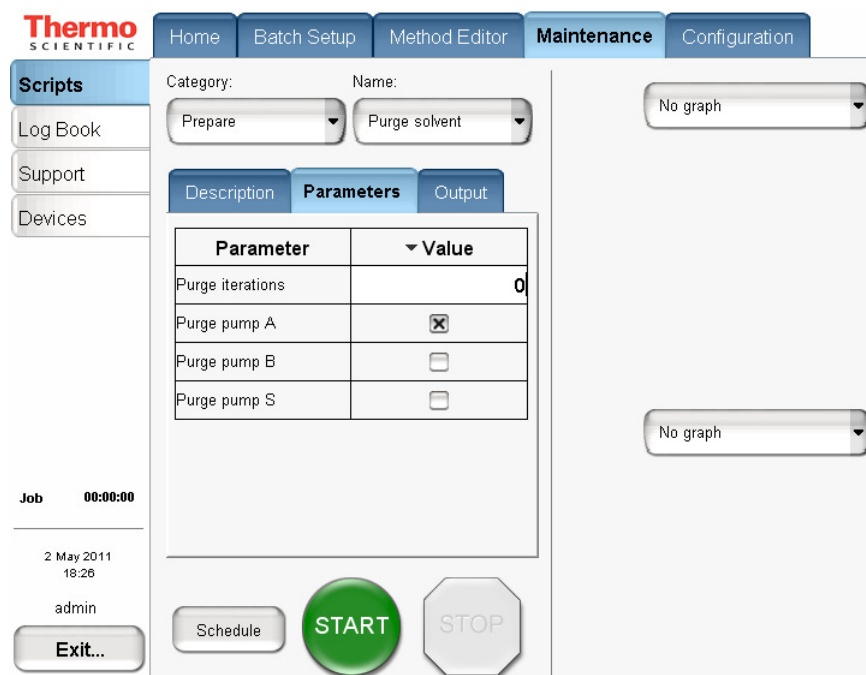 Thermo
SCIENTIFIC
Home
Batch Setup
Method Editor
Maintenance
Configuration
Scripts
Log Book
Support
Devices
Category:
Name:
Prepare
Purge solvent
No graph
Description
Parameters
Output
Parameter
Value
Purge iterations
0
Purge pump A
Purge pump B
Purge pump S
No graph
Job 00:00:00
2 May 2011
18:26
admin
Exit...
Schedule
START
STOP